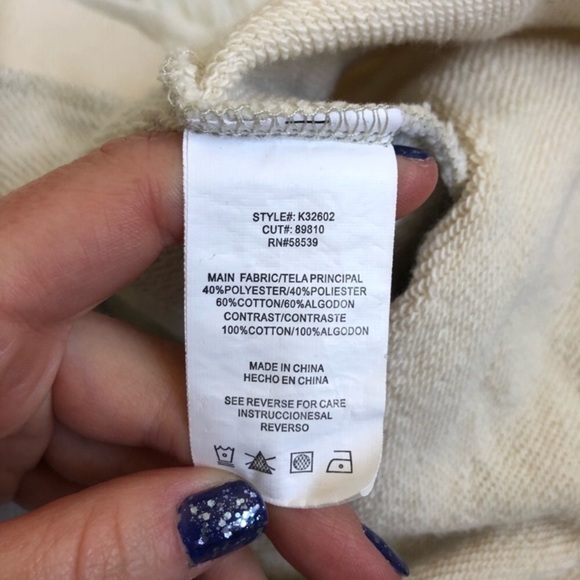 STYLE#: K32602
CUT#: 89810
RN#58539
MAIN FABRIC/TELA PRINCIPAL
40%POLYESTER/40%POLIESTER
60%COTTON/60%ALGODON
CONTRAST/CONTRASTE
100%COTTON/100%ALGODON
MADE IN CHINA
HECHO EN CHINA
SEE REVERSE FOR CARE
INSTRUCCIONESAL
REVERSO